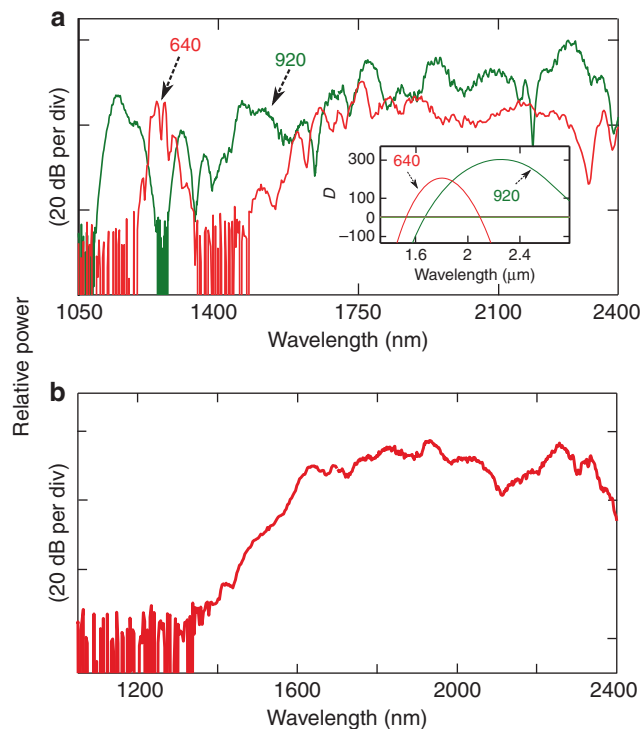 a
640
920
(20 dB per div)
300
100
0
−100
D
640
920
1.6 2 2.4
Wavelength (μm)
1050 1400 1750 2100 2400
Wavelength (nm)
Relative power
b
(20 dB per div)
1200 1600 2000 2400
Wavelength (nm)